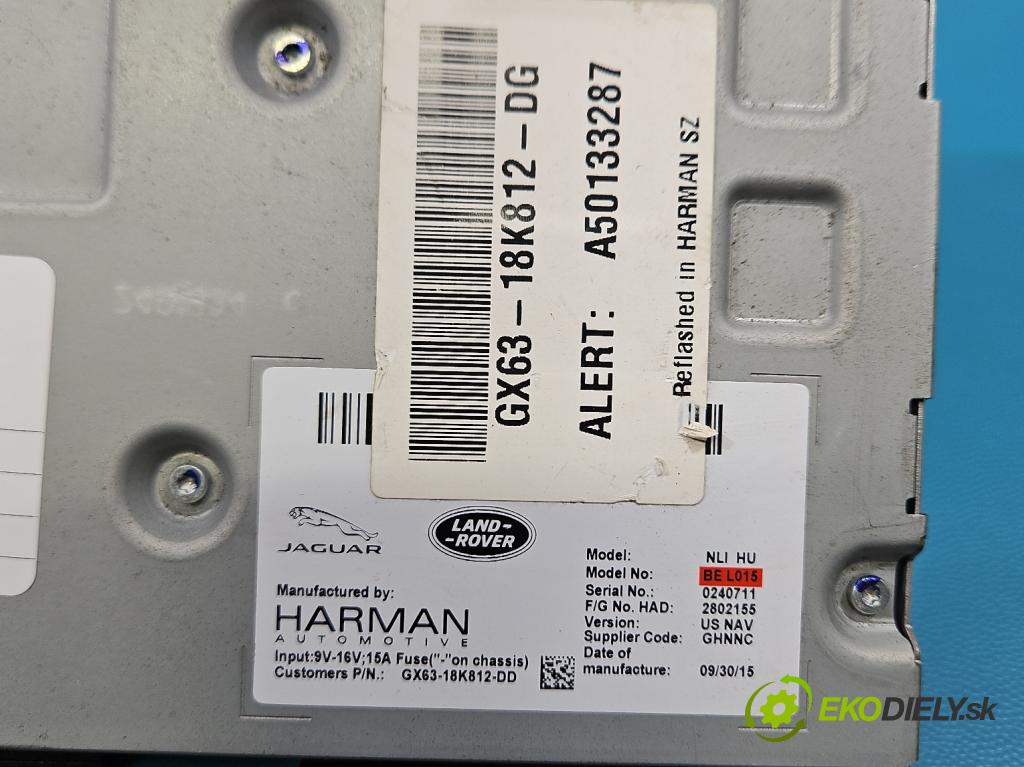 GX63-18K812-DG
ALERT: A50133287
Reflashed in HARMAN SZ
JAGUAR
LAND-
-ROVER
Manufactured by:
HARMAN
AUTOMOTIVE
Input:9V-16V;15A Fuse("-"on chassis)
Customers P/N.: GX63-18K812-DD
Model: NLI HU
Model No: BE L015
Serial No.: 0240711
F/G No. HAD: 2802155
Version: US NAV
Supplier Code: GHNNC
Date of
manufacture: 09/30/15
EKODIELY.sk